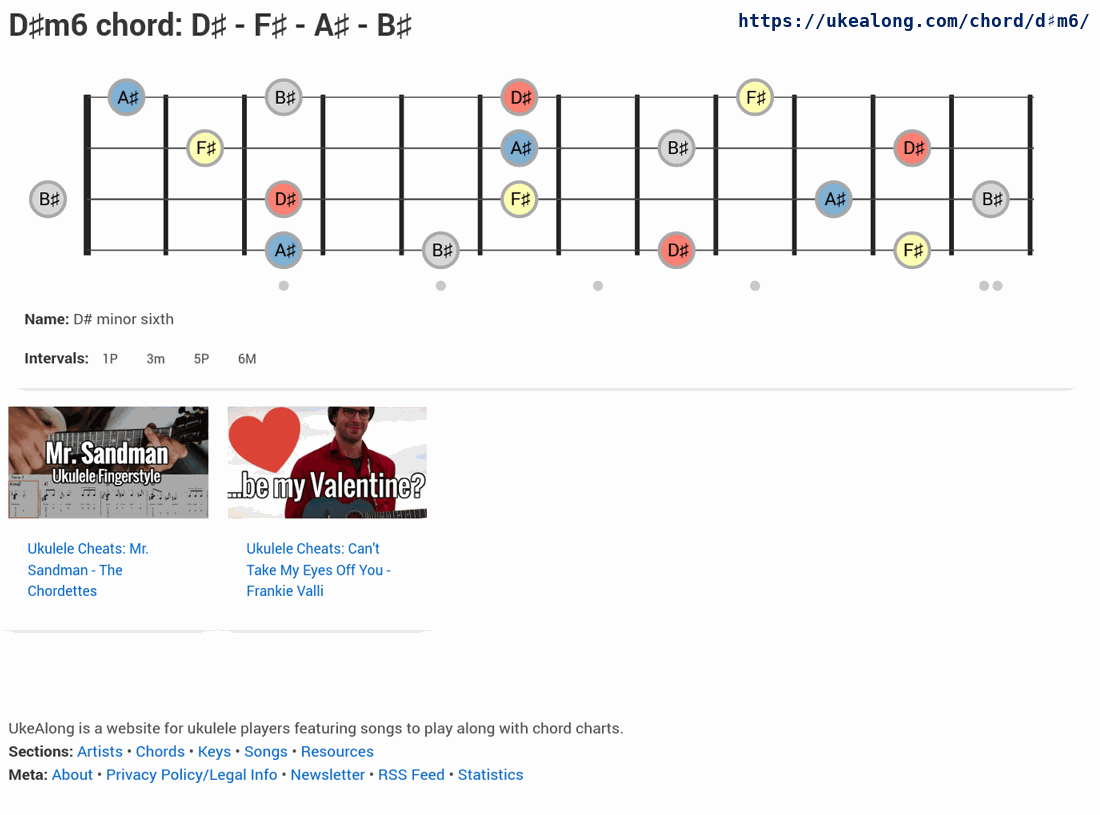 D♯m6 chord: D♯ - F♯ - A♯ - B♯
https://ukealong.com/chord/d♯m6/
A♯ B♯ D♯ F♯
F♯ A♯ B♯ D♯
B♯ D♯ F♯ A♯ B♯
A♯ B♯ D♯ F♯
Name: D# minor sixth
Intervals: 1P 3m 5P 6M
Mr. Sandman
Ukulele Fingerstyle
...be my Valentine?
Ukulele Cheats: Mr.
Sandman - The
Chordettes
Ukulele Cheats: Can't
Take My Eyes Off You -
Frankie Valli
UkeAlong is a website for ukulele players featuring songs to play along with chord charts.
Sections: Artists • Chords • Keys • Songs • Resources
Meta: About • Privacy Policy/Legal Info • Newsletter • RSS Feed • Statistics